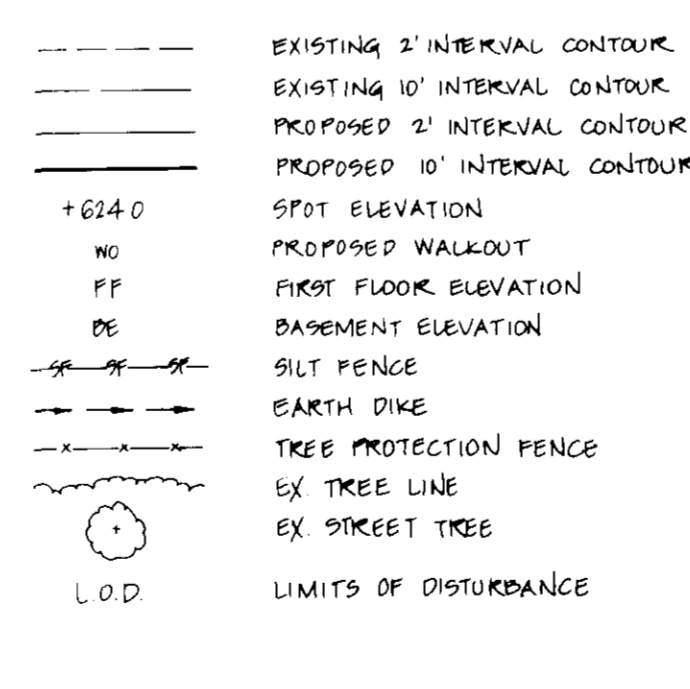 EXISTING 2' INTERVAL CONTOUR
EXISTING 10' INTERVAL CONTOUR
PROPOSED 2' INTERVAL CONTOUR
PROPOSED 10' INTERVAL CONTOUR
+6240 SPOT ELEVATION
WO PROPOSED WALKOUT
FF FIRST FLOOR ELEVATION
BE BASEMENT ELEVATION
SF SF SF SILT FENCE
EARTH DIKE
x x x TREE PROTECTION FENCE
EX. TREE LINE
+ EX. STREET TREE
L.O.D. LIMITS OF DISTURBANCE